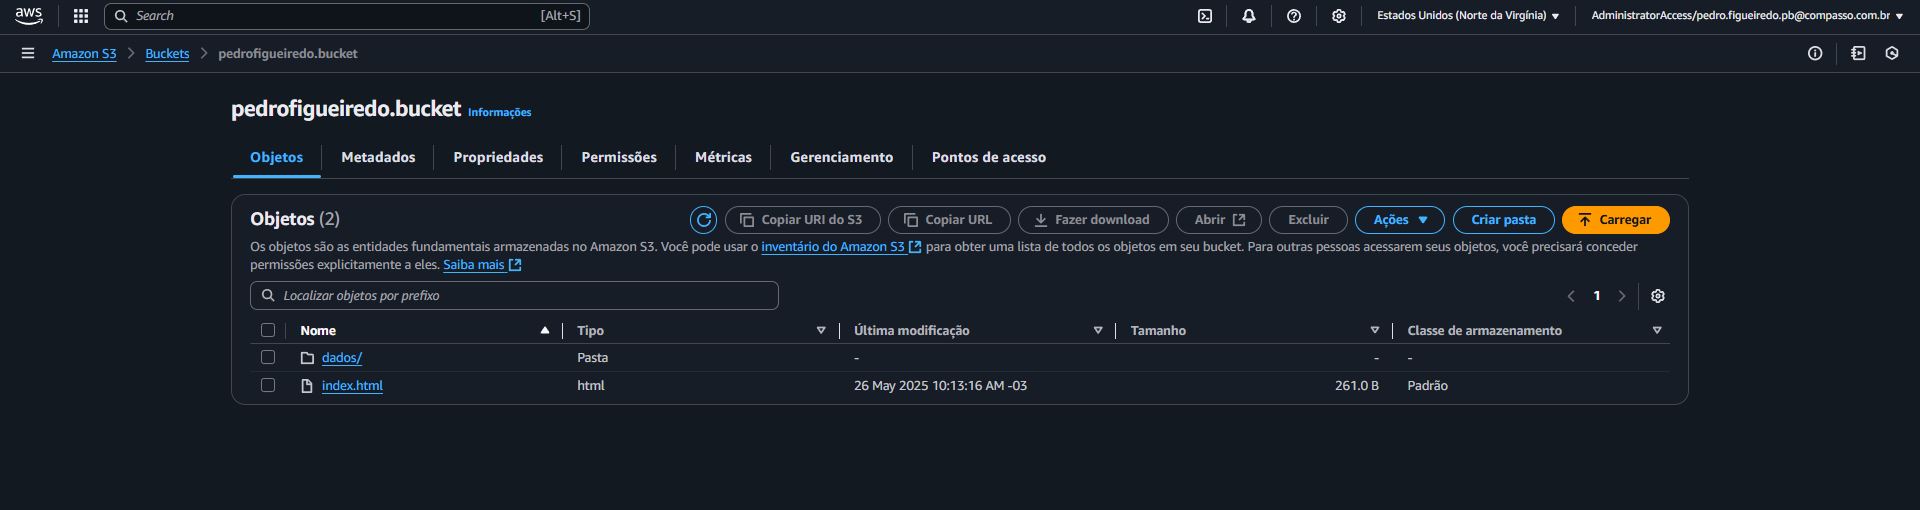 aws Search [Alt+S] Estados Unidos (Norte da Virgínia) AdministratorAccess/pedro.figueiredo.pb@compasso.com.br
Amazon S3 Buckets pedrofigueiredo.bucket
pedrofigueiredo.bucket Informações
Objetos Metadados Propriedades Permissões Métricas Gerenciamento Pontos de acesso
Objetos (2) Copiar URI do S3 Copiar URL Fazer download Abrir Excluir Ações Criar pasta Carregar
Os objetos são as entidades fundamentais armazenadas no Amazon S3. Você pode usar o inventário do Amazon S3 para obter uma lista de todos os objetos em seu bucket. Para outras pessoas acessarem seus objetos, você precisará conceder
permissões explicitamente a eles. Saiba mais
Localizar objetos por prefixo 1
Nome Tipo Última modificação Tamanho Classe de armazenamento
dados/ Pasta - - -
index.html html 26 May 2025 10:13:16 AM -03 261.0 B Padrão